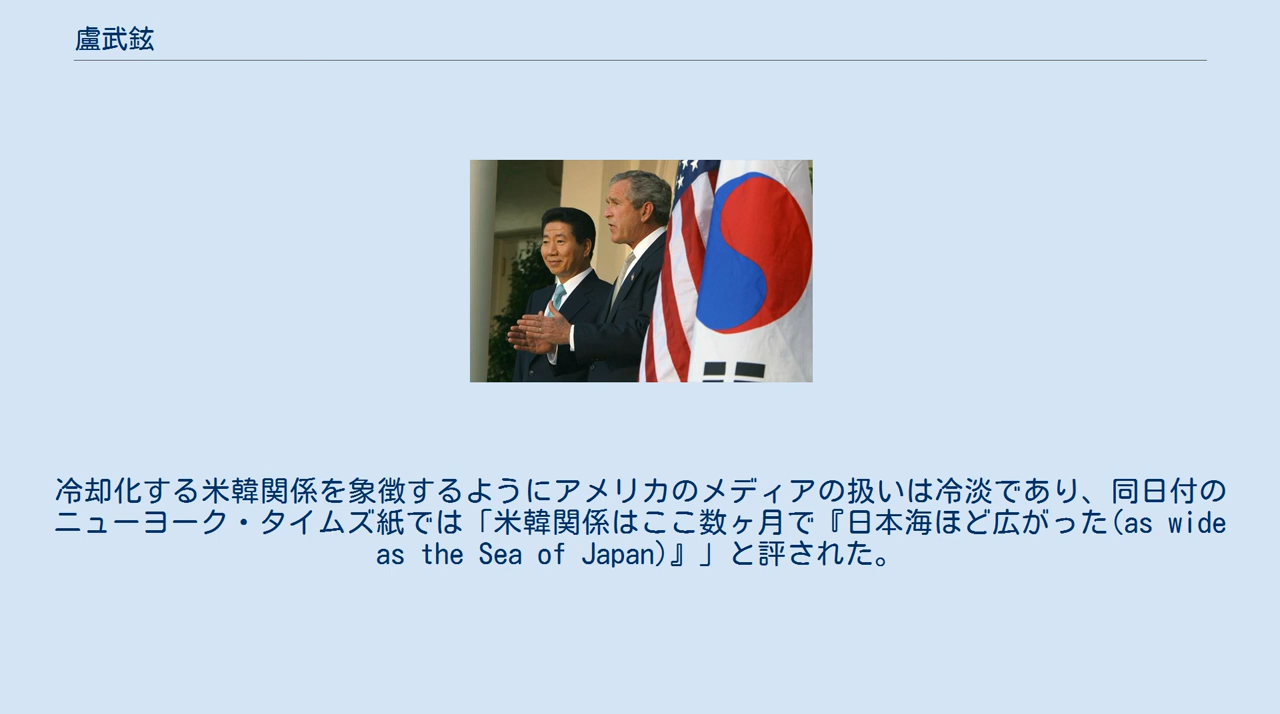 盧武鉉
冷却化する米韓関係を象徴するようにアメリカのメディアの扱いは冷淡であり、同日付の
ニューヨーク・タイムズ紙では「米韓関係はここ数ヶ月で『日本海ほど広がった(as wide
as the Sea of Japan)』」と評された。